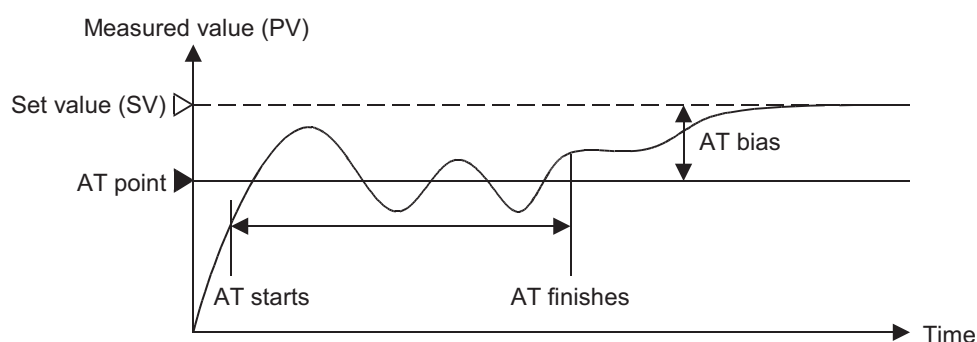 Measured value (PV)
Set value (SV)
AT bias
AT point
AT starts
AT finishes
Time